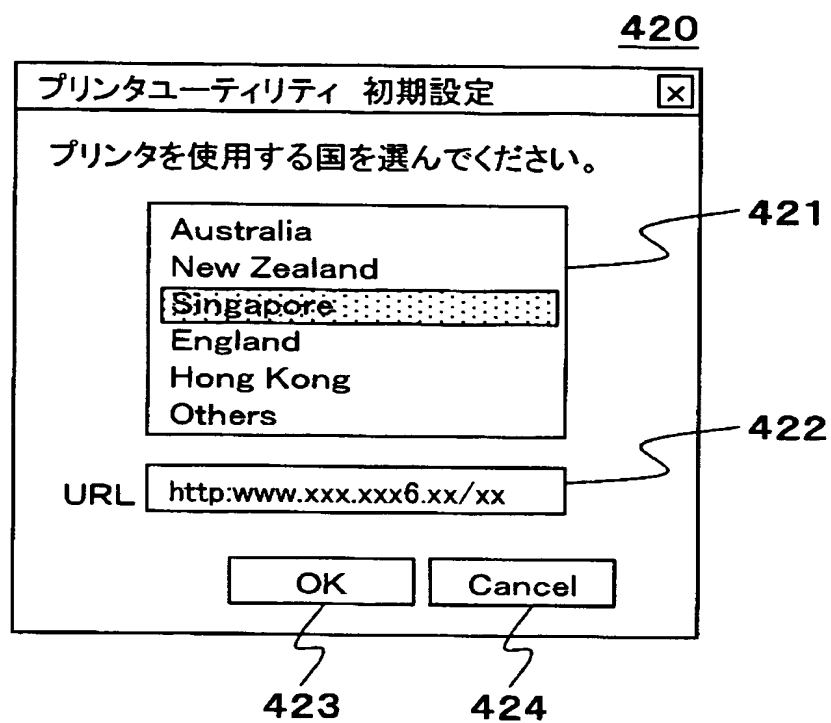 420
プリンタユーティリティ 初期設定 ×
プリンタを使用する国を選んでください。
421
Australia
New Zealand
Singapore
England
Hong Kong
Others
422
URL http:www.xxx.xxx6.xx/xx
OK Cancel
423 424